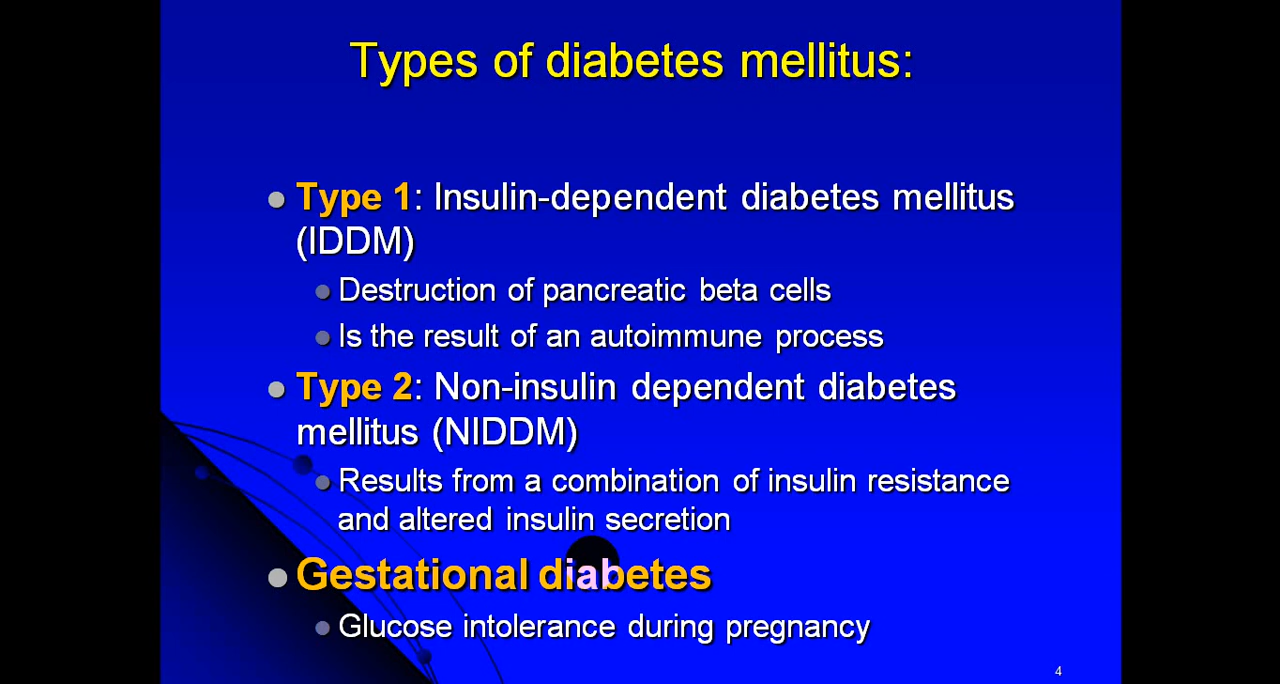 Types of diabetes mellitus:
Type 1: Insulin-dependent diabetes mellitus
(IDDM)
Destruction of pancreatic beta cells
Is the result of an autoimmune process
Type 2: Non-insulin dependent diabetes
mellitus (NIDDM)
Results from a combination of insulin resistance
and altered insulin secretion
Gestational diabetes
Glucose intolerance during pregnancy
4